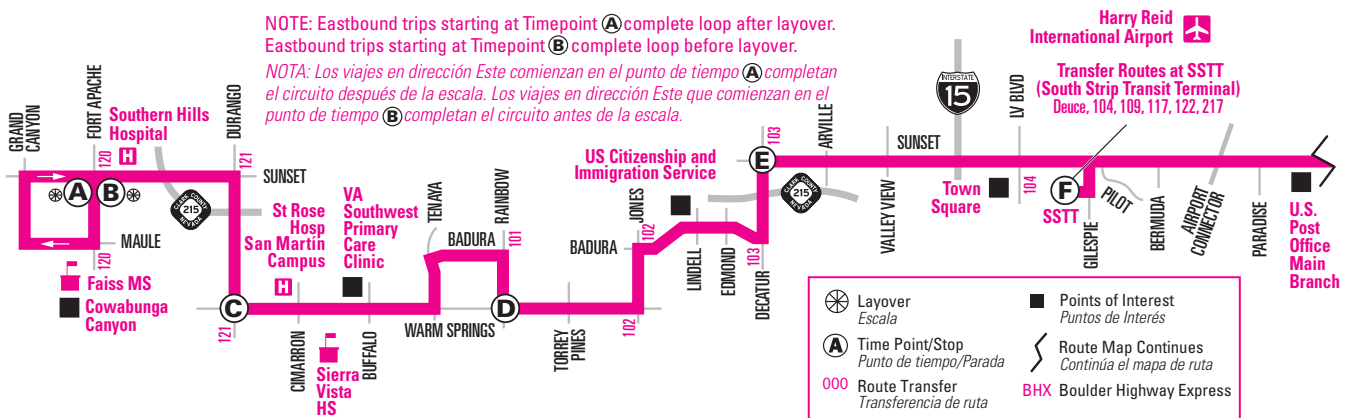 NOTE: Eastbound trips starting at Timepoint A complete loop after layover.
Eastbound trips starting at Timepoint B complete loop before layover.
NOTA: Los viajes en dirección Este comienzan en el punto de tiempo A completan
el circuito después de la escala. Los viajes en dirección Este que comienzan en el
punto de tiempo B completan el circuito antes de la escala.
Harry Reid
International Airport
Transfer Routes at SSTT
(South Strip Transit Terminal)
Deuce, 104, 109, 117, 122, 217
GRAND
CANYON
FORT APACHE
120
Southern Hills
Hospital
H
DURANGO
121
SUNSET
A
B
CLARK COUNTY
215
NEVADA
MAULE
120
Faiss MS
Cowabunga
Canyon
C
121
St Rose
Hosp
San Martin
Campus
H
VA
Southwest
Primary
Care
Clinic
CIMARRON
Sierra
Vista
HS
BUFFALO
TENAYA
BADURA
RAINBOW
101
WARM SPRINGS
D
TORREY
PINES
102
JONES
102
BADURA
US Citizenship and
Immigration Service
LINDELL
EDMOND
103
DECATUR
E
103
ARVILLE
CLARK COUNTY
215
NEVADA
VALLEY VIEW
SUNSET
INTERSTATE
15
LV BLVD
104
Town
Square
F
SSTT
GILESPIE
PILOT
BERMUDA
AIRPORT
CONNECTOR
PARADISE
U.S.
Post
Office
Main
Branch
Layover
Escala
A Time Point/Stop
Punto de tiempo/Parada
000 Route Transfer
Transferencia de ruta
Points of Interest
Puntos de Interés
Route Map Continues
Continúa el mapa de ruta
BHX Boulder Highway Express